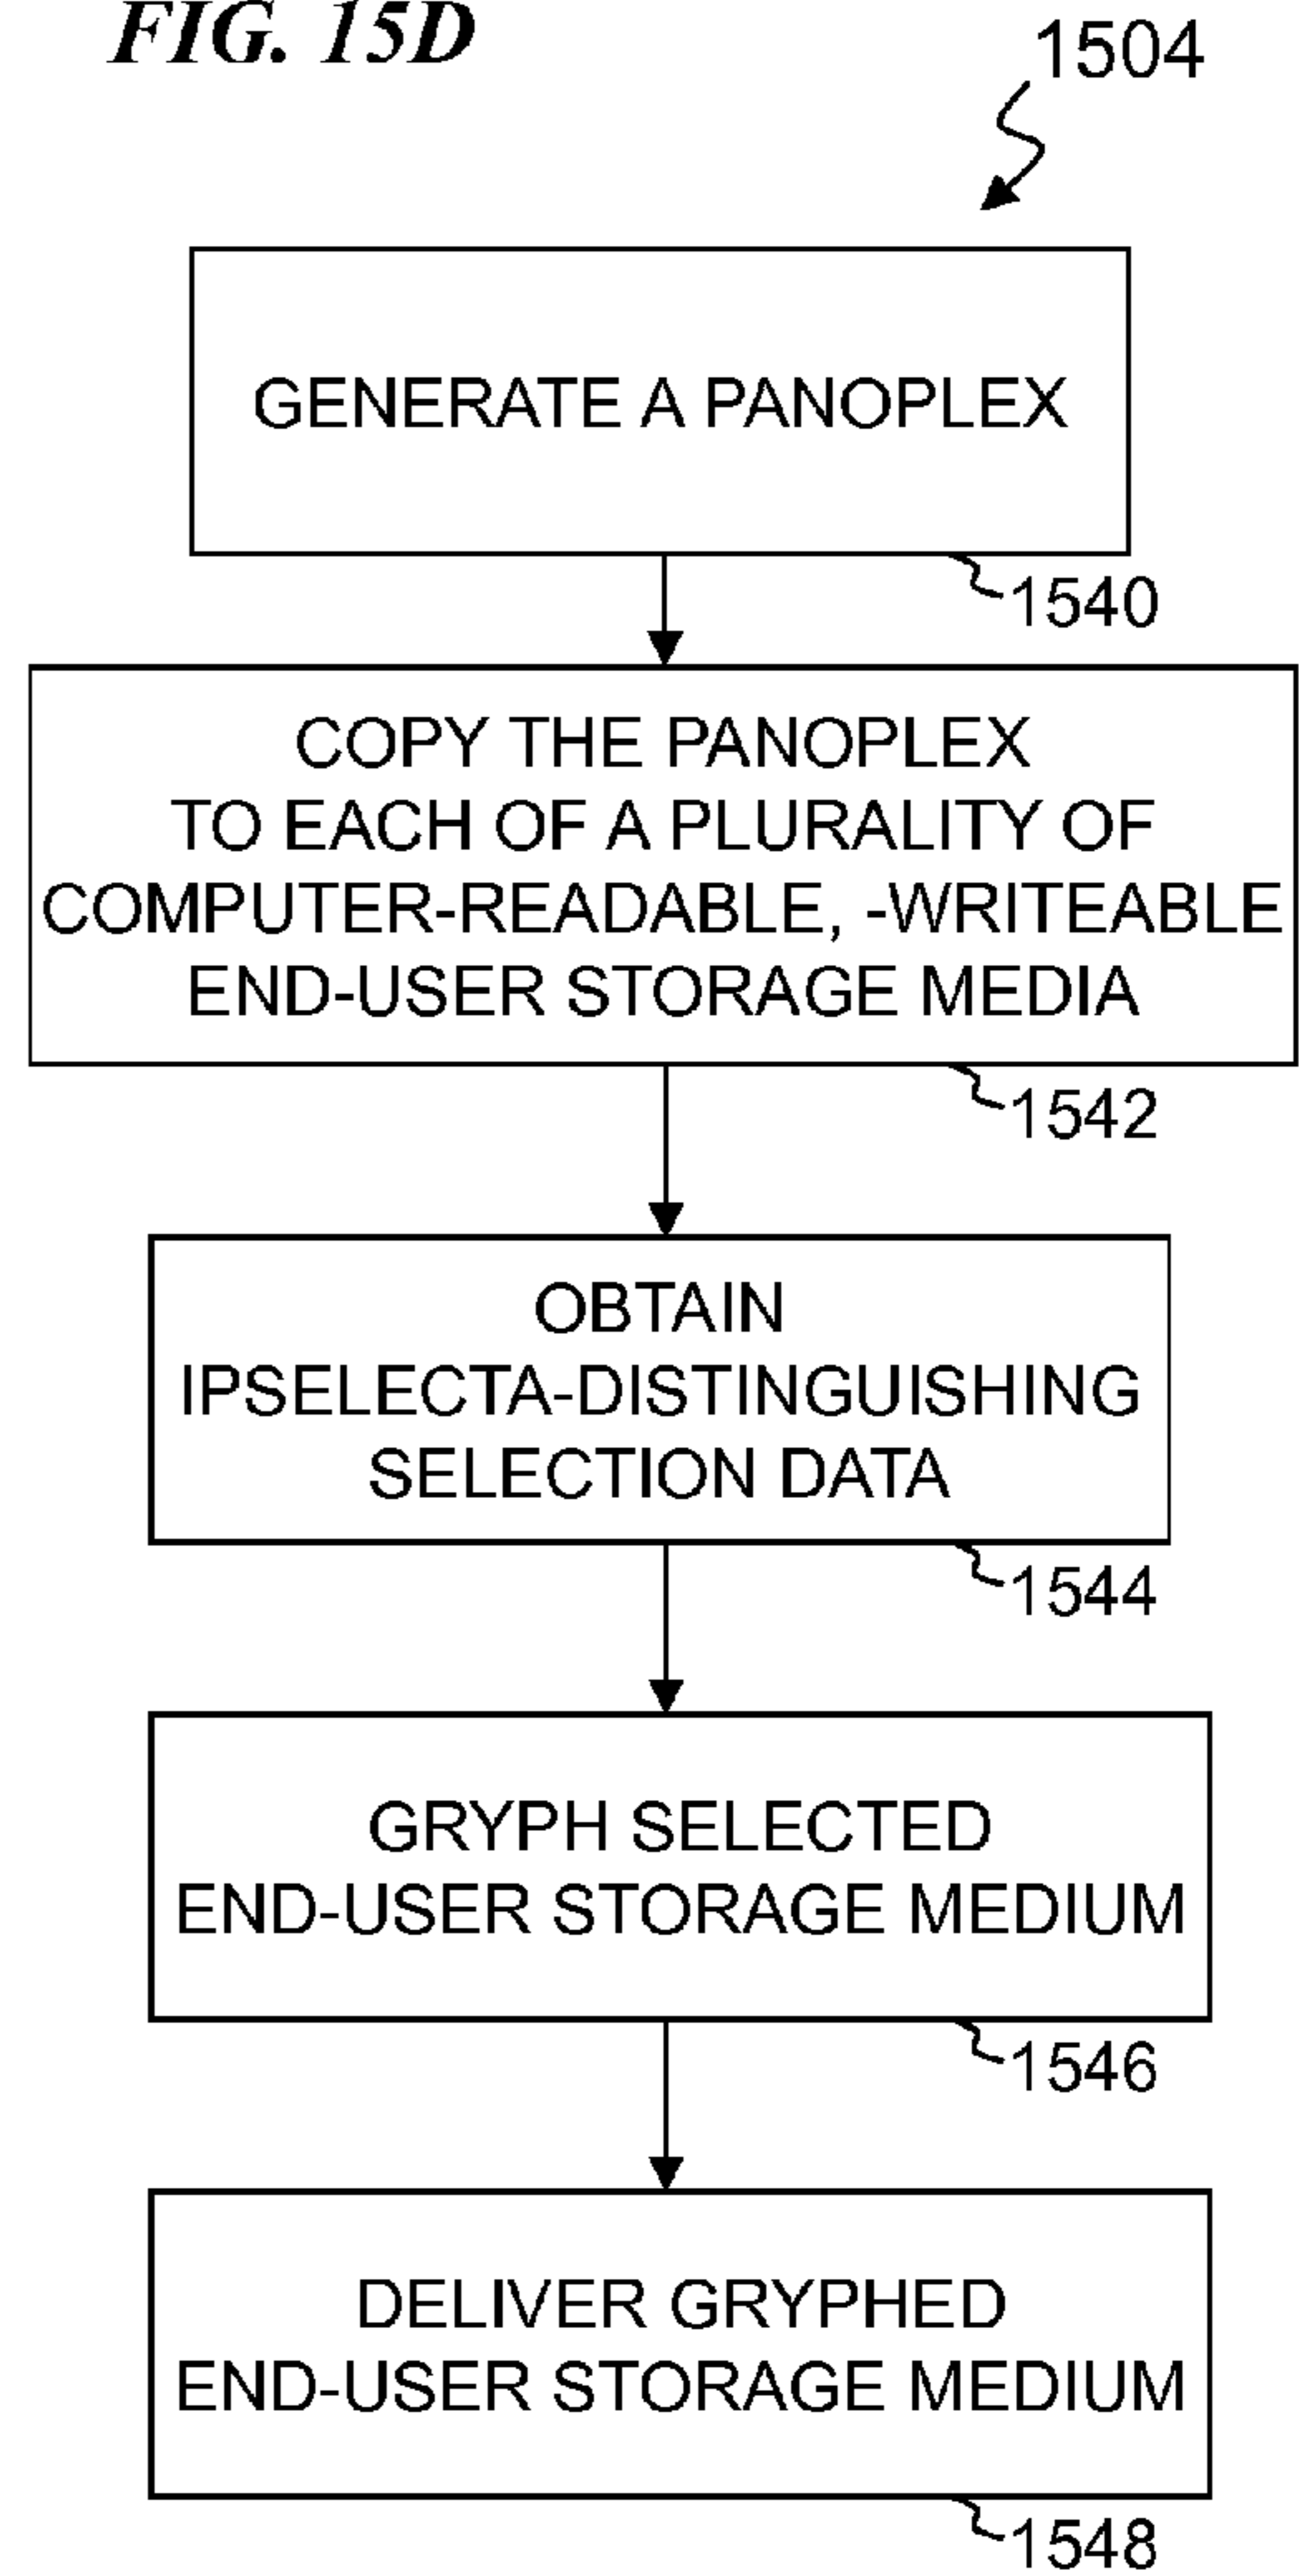 FIG. 15D
1504
GENERATE A PANOPLEX
1540
COPY THE PANOPLEX
TO EACH OF A PLURALITY OF
COMPUTER-READABLE, -WRITEABLE
END-USER STORAGE MEDIA
1542
OBTAIN
IPSELECTA-DISTINGUISHING
SELECTION DATA
1544
GRYPH SELECTED
END-USER STORAGE MEDIUM
1546
DELIVER GRYPHED
END-USER STORAGE MEDIUM
1548